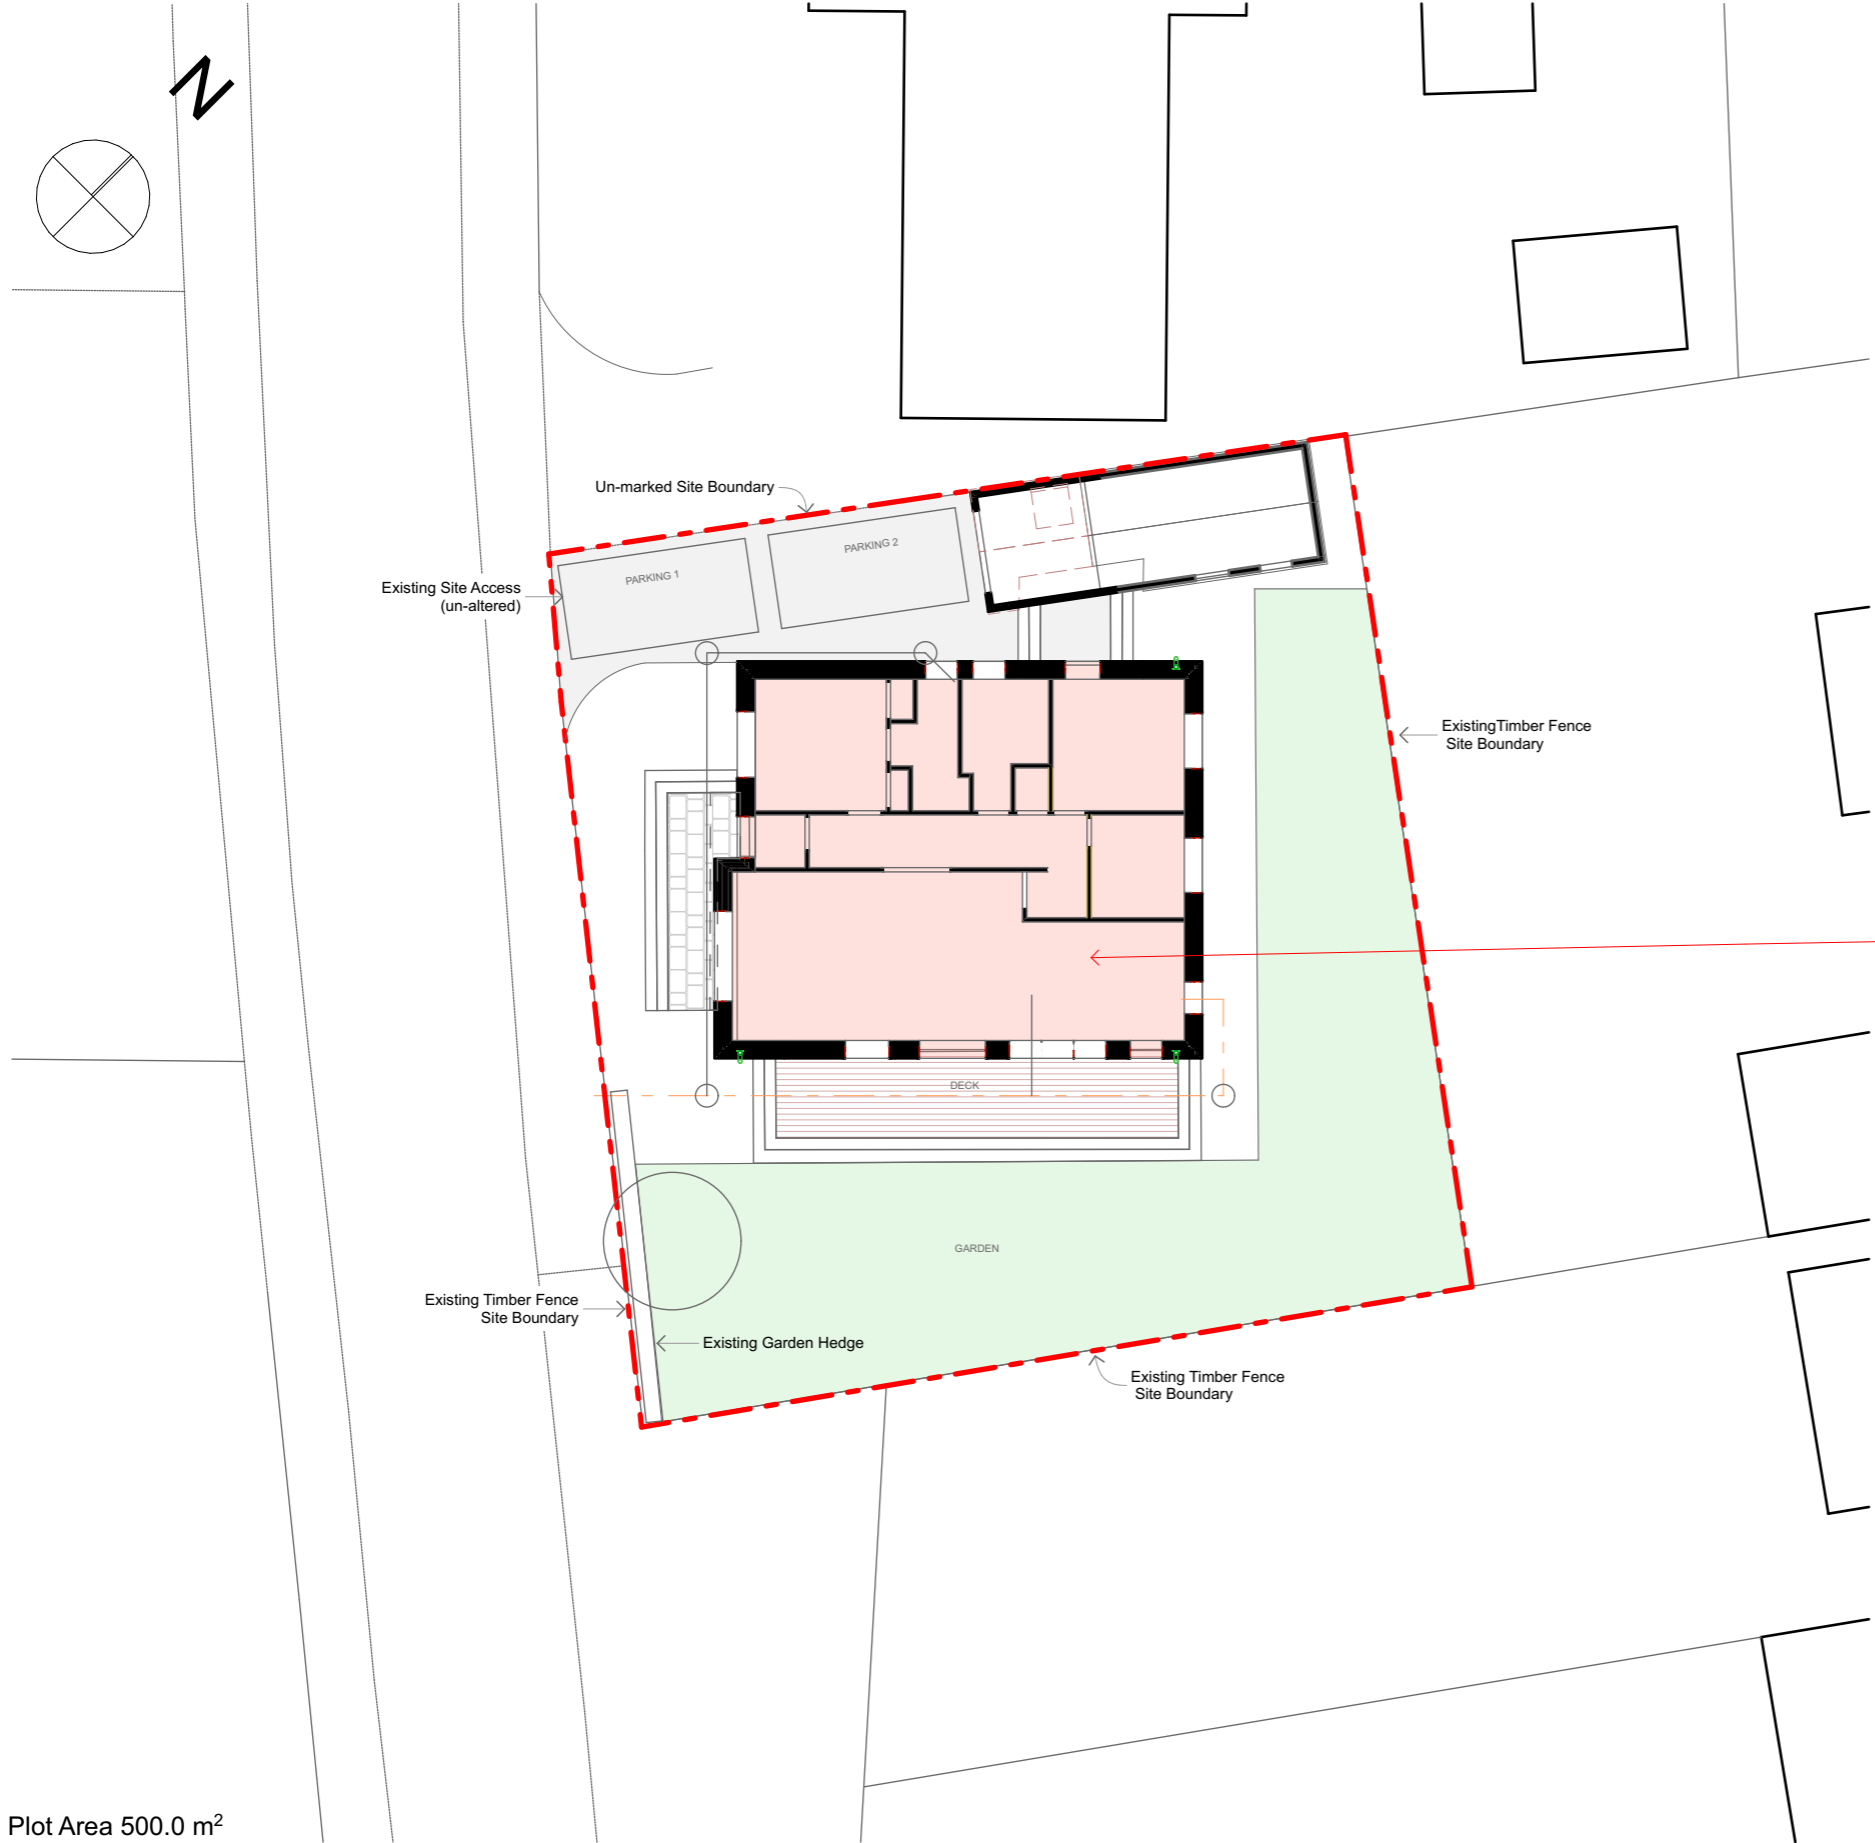 N
Un-marked Site Boundary
PARKING 1
PARKING 2
Existing Site Access
(un-altered)
ExistingTimber Fence
Site Boundary
DECK
GARDEN
Existing Timber Fence
Site Boundary
Existing Garden Hedge
Existing Timber Fence
Site Boundary
Plot Area 500.0 m²